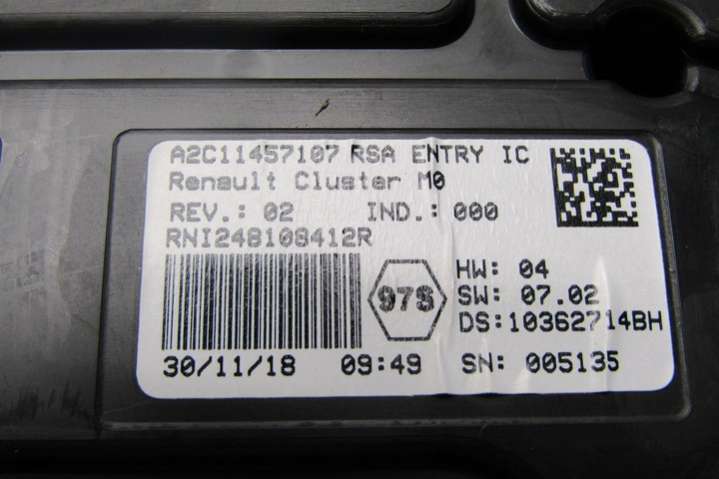 A2C11457107 RSA ENTRY IC
Renault Cluster M0
REV.: 02 IND.: 000
RNI248108412R
97S
HW: 04
SW: 07.02
DS:10362714BH
30/11/18 09:49 SN: 005135